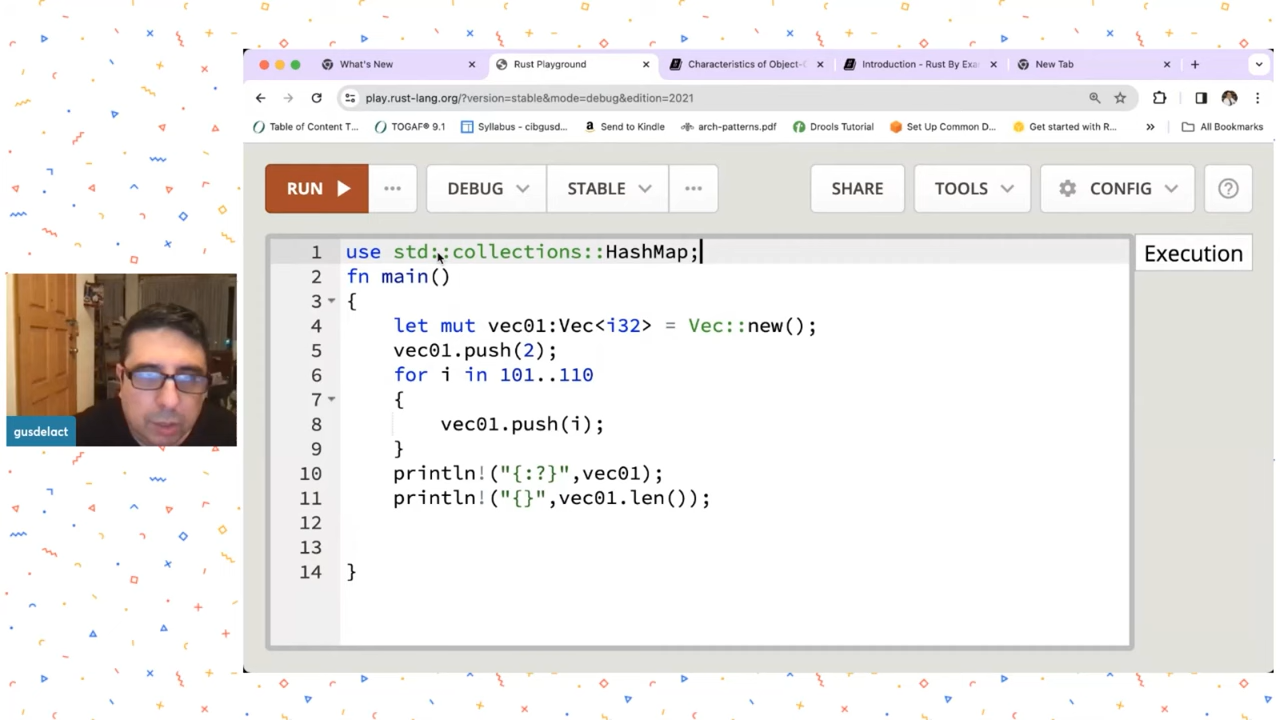 What's New
Rust Playground
Characteristics of Object-
Introduction - Rust By Exa
New Tab
play.rust-lang.org/?version=stable&mode=debug&edition=2021
Table of Content T...
TOGAF® 9.1
Syllabus - cibgusd...
Send to Kindle
arch-patterns.pdf
Drools Tutorial
Set Up Common D...
Get started with R...
All Bookmarks
RUN
DEBUG
STABLE
SHARE
TOOLS
CONFIG
1 use std::collections::HashMap;
2 fn main()
3 {
4 let mut vec01:Vec<i32> = Vec::new();
5 vec01.push(2);
6 for i in 101..110
7 {
8 vec01.push(i);
9 }
10 println!("{:?}",vec01);
11 println!("{}",vec01.len());
12
13
14 }
Execution
gusdelact